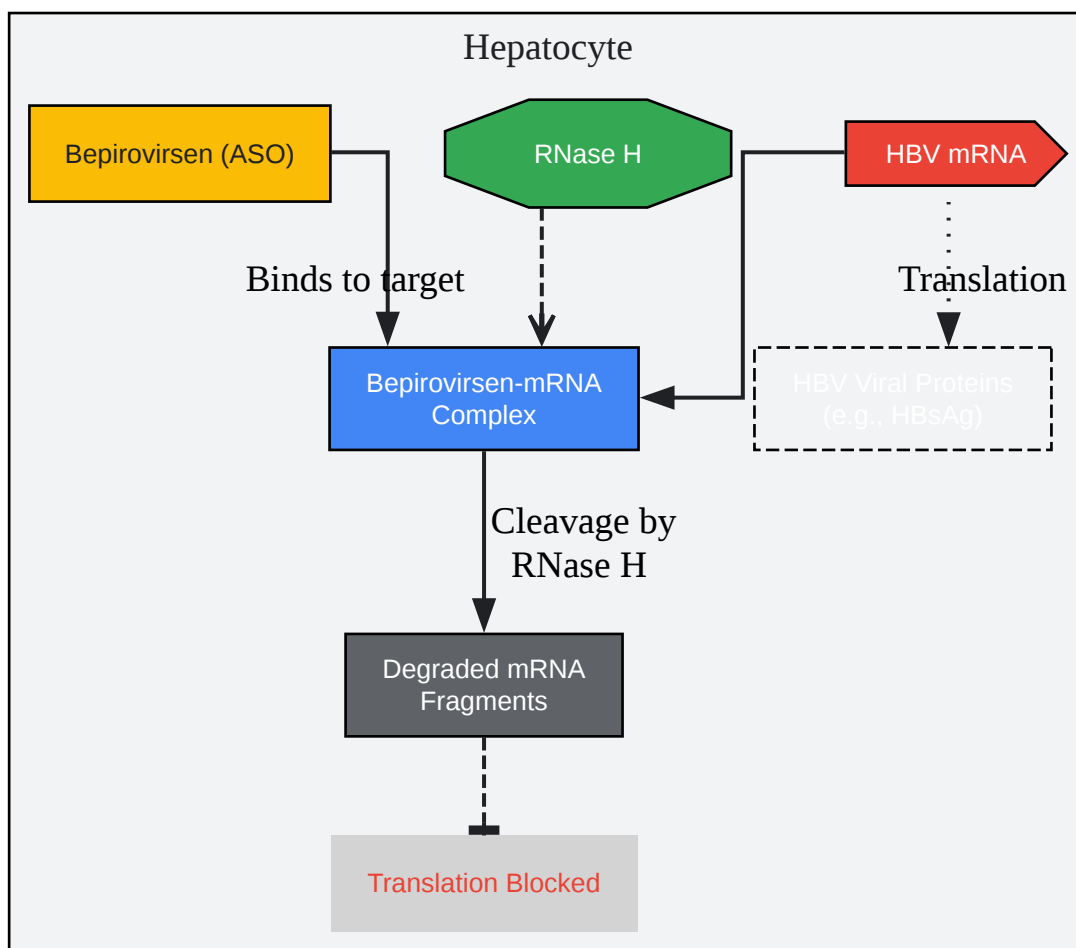 Hepatocyte
Bepirovirsen (ASO)
RNase H
HBV mRNA
Binds to target
Translation
Bepirovirsen-mRNA
Complex
HBV Viral Proteins
(e.g., HBsAg)
Cleavage by
RNase H
Degraded mRNA
Fragments
Translation Blocked